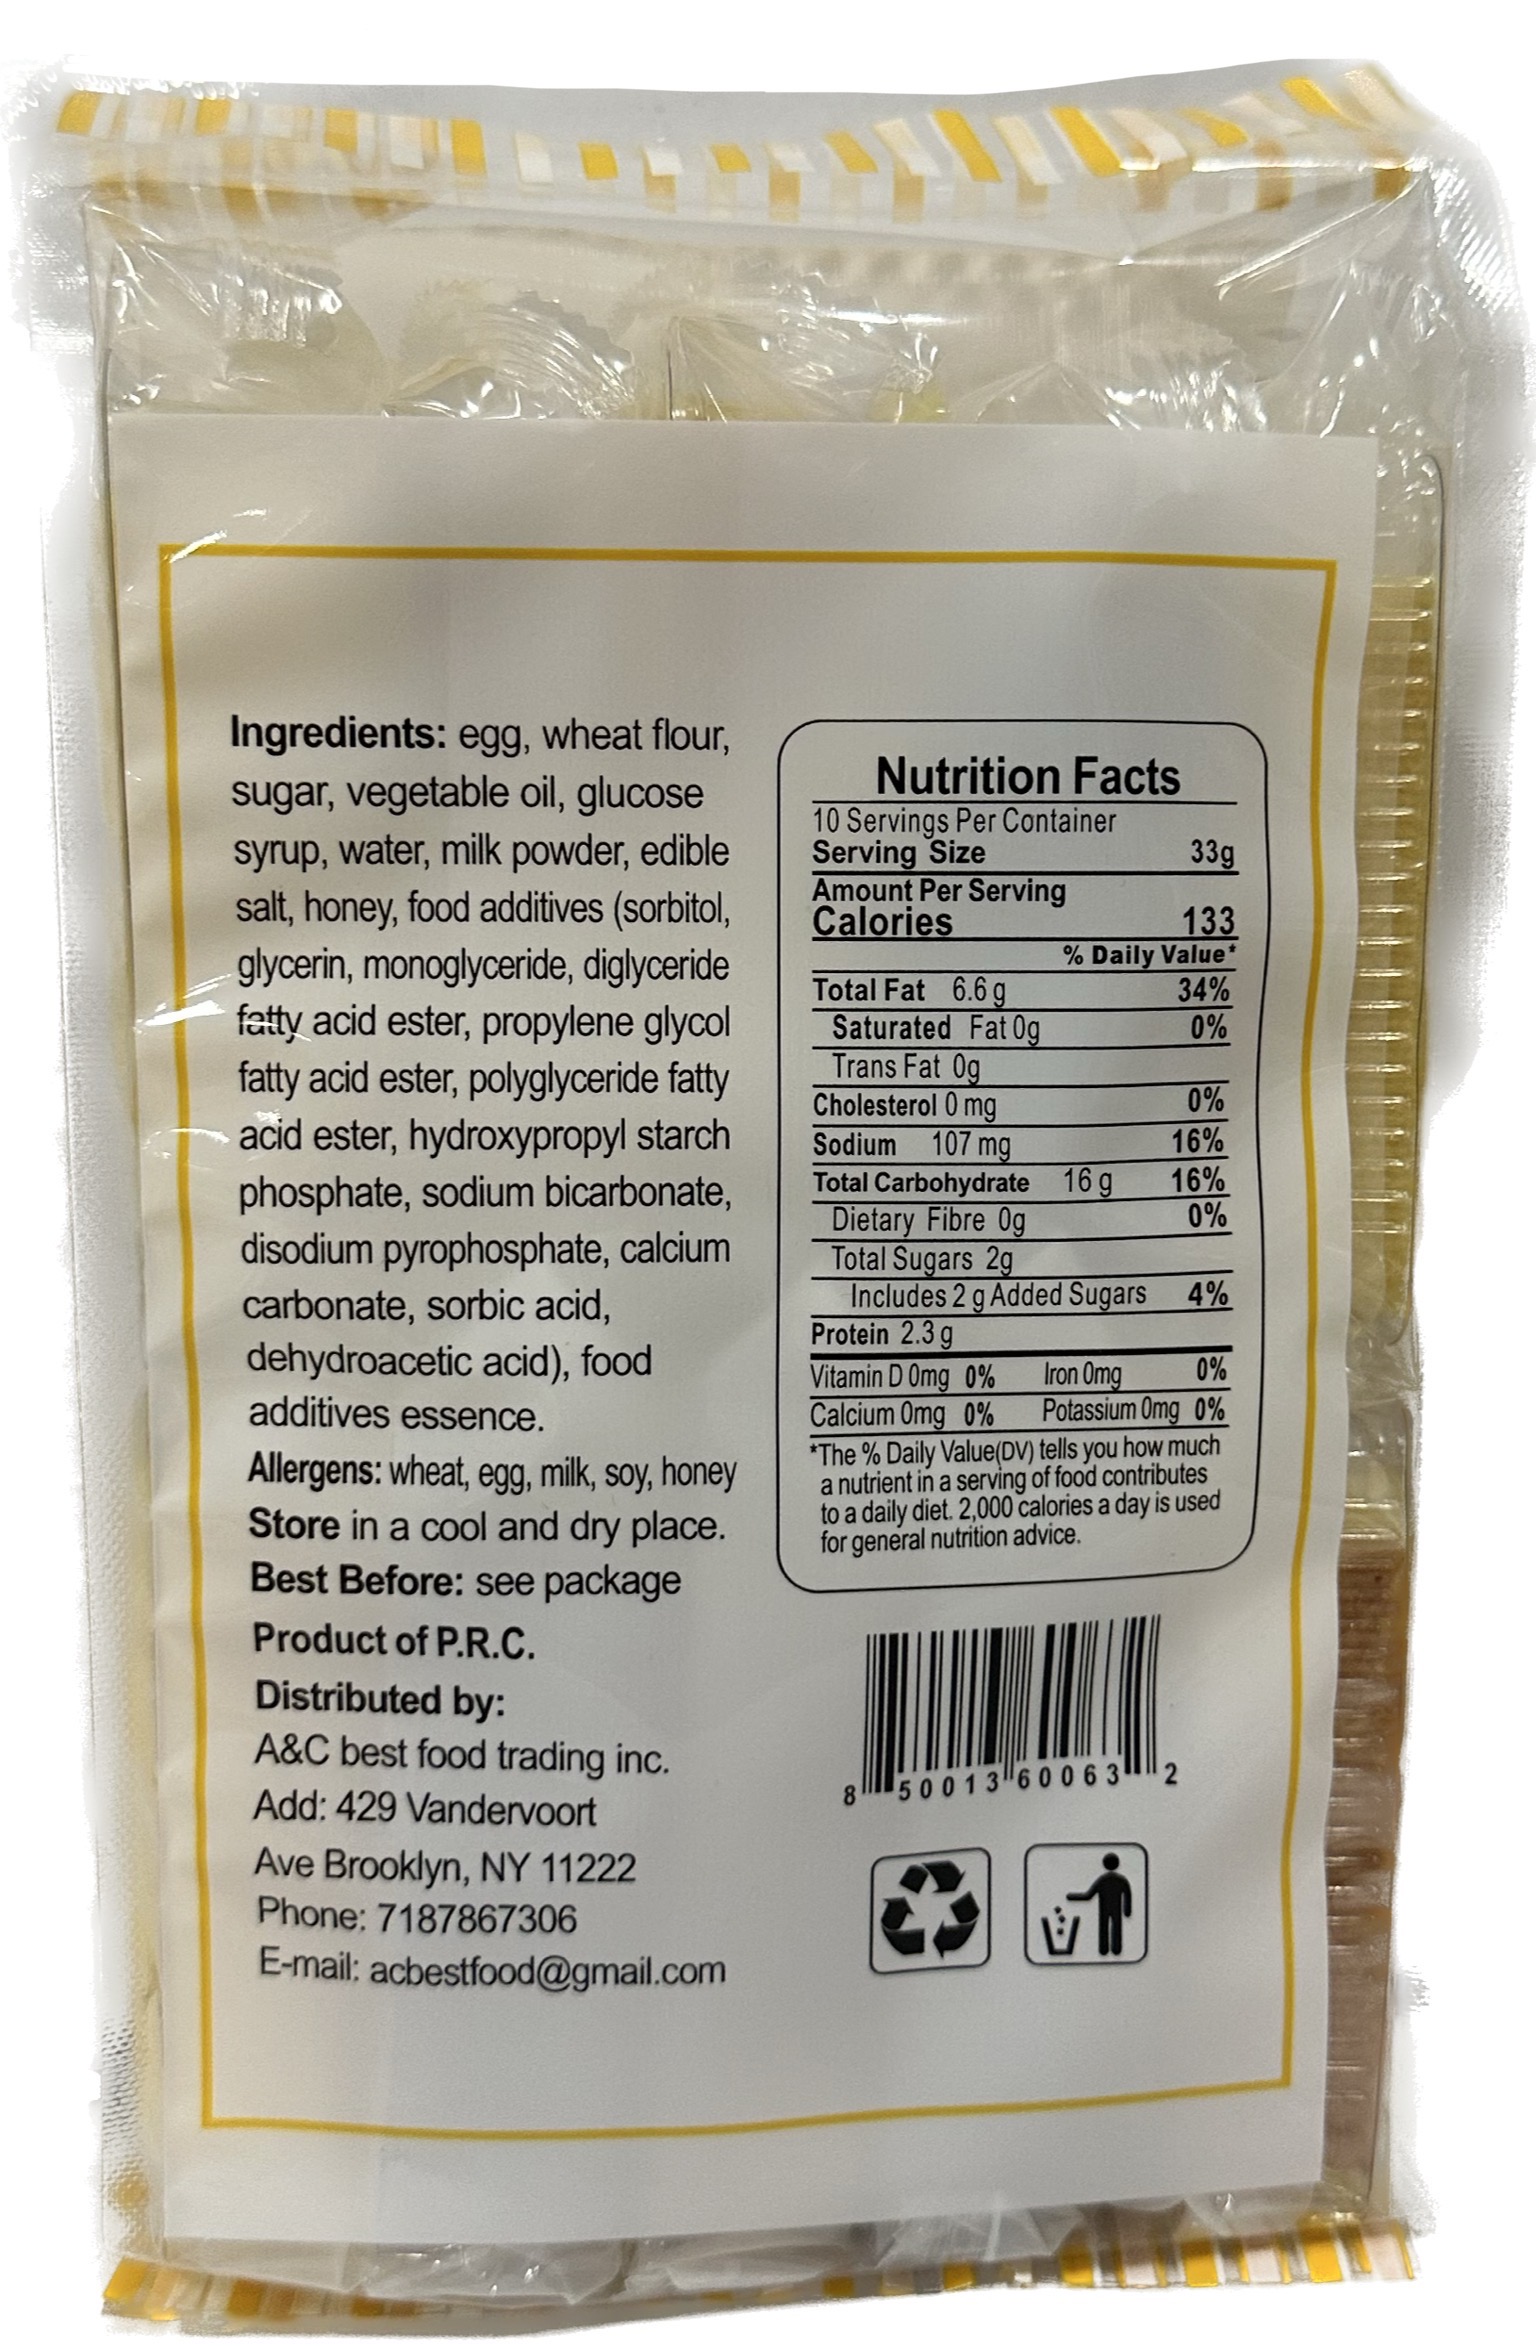 Ingredients: egg, wheat flour,
sugar, vegetable oil, glucose
syrup, water, milk powder, edible
salt, honey, food additives (sorbitol,
glycerin, monoglyceride, diglyceride
fatty acid ester, propylene glycol
fatty acid ester, polyglyceride fatty
acid ester, hydroxypropyl starch
phosphate, sodium bicarbonate,
disodium pyrophosphate, calcium
carbonate, sorbic acid,
dehydroacetic acid), food
additives essence.
Allergens: wheat, egg, milk, soy, honey
Store in a cool and dry place.
Best Before: see package
Product of P.R.C.
Distributed by:
A&C best food trading inc.
Add: 429 Vandervoort
Ave Brooklyn, NY 11222
Phone: 7187867306
E-mail: acbestfood@gmail.com
Nutrition Facts
10 Servings Per Container
Serving Size 33g
Amount Per Serving
Calories 133
% Daily Value*
Total Fat 6.6 g 34%
Saturated Fat 0g 0%
Trans Fat 0g
Cholesterol 0 mg 0%
Sodium 107 mg 16%
Total Carbohydrate 16 g 16%
Dietary Fibre 0g 0%
Total Sugars 2g
Includes 2 g Added Sugars 4%
Protein 2.3 g
Vitamin D 0mg 0% Iron 0mg 0%
Calcium 0mg 0% Potassium 0mg 0%
*The % Daily Value(DV) tells you how much
a nutrient in a serving of food contributes
to a daily diet. 2,000 calories a day is used
for general nutrition advice.
8 50013 60063 2